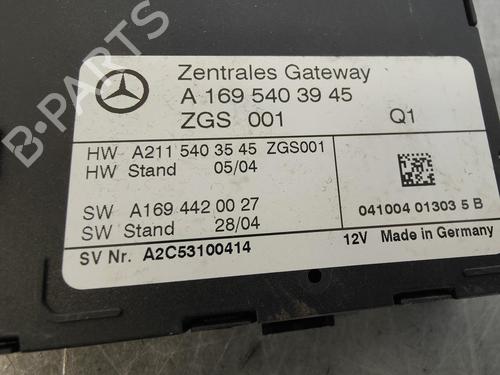 Zentrales Gateway
A 169 540 39 45
ZGS 001 Q1
HW A211 540 35 45 ZGS001
HW Stand 05/04
SW A169 442 00 27
SW Stand 28/04
041004 01303 5 B
SV Nr. A2C53100414
12V Made in Germany
B PARTS